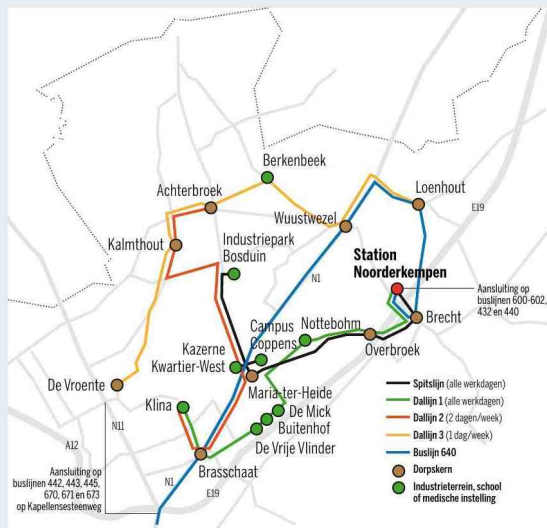 Berkenbeek
Achterbroek
Loenhout
Wuustwezel
E19
Kalmthout
Industriepark
Bosduin
Station
Noorderkempen
N1
Aansluiting op
buslijnen 600-602,
432 en 440
Nottebohm
Brecht
Campus
Coppens
Overbroek
Kazerne
Kwartier-West
Maria-ter-Heide
De Vroente
Klina
De Mick
Buitenhof
De Vrije Vlinder
N11
A12
Brasschaat
Aansluiting op
buslijnen 442, 443, 445,
670, 671 en 673
op Kapellensesteenweg
N1
E19
Spitslijn (alle werkdagen)
Dallijn 1 (alle werkdagen)
Dallijn 2 (2 dagen/week)
Dallijn 3 (1 dag/week)
Buslijn 640
Dorpskern
Industrieterrein, school
of medische instelling